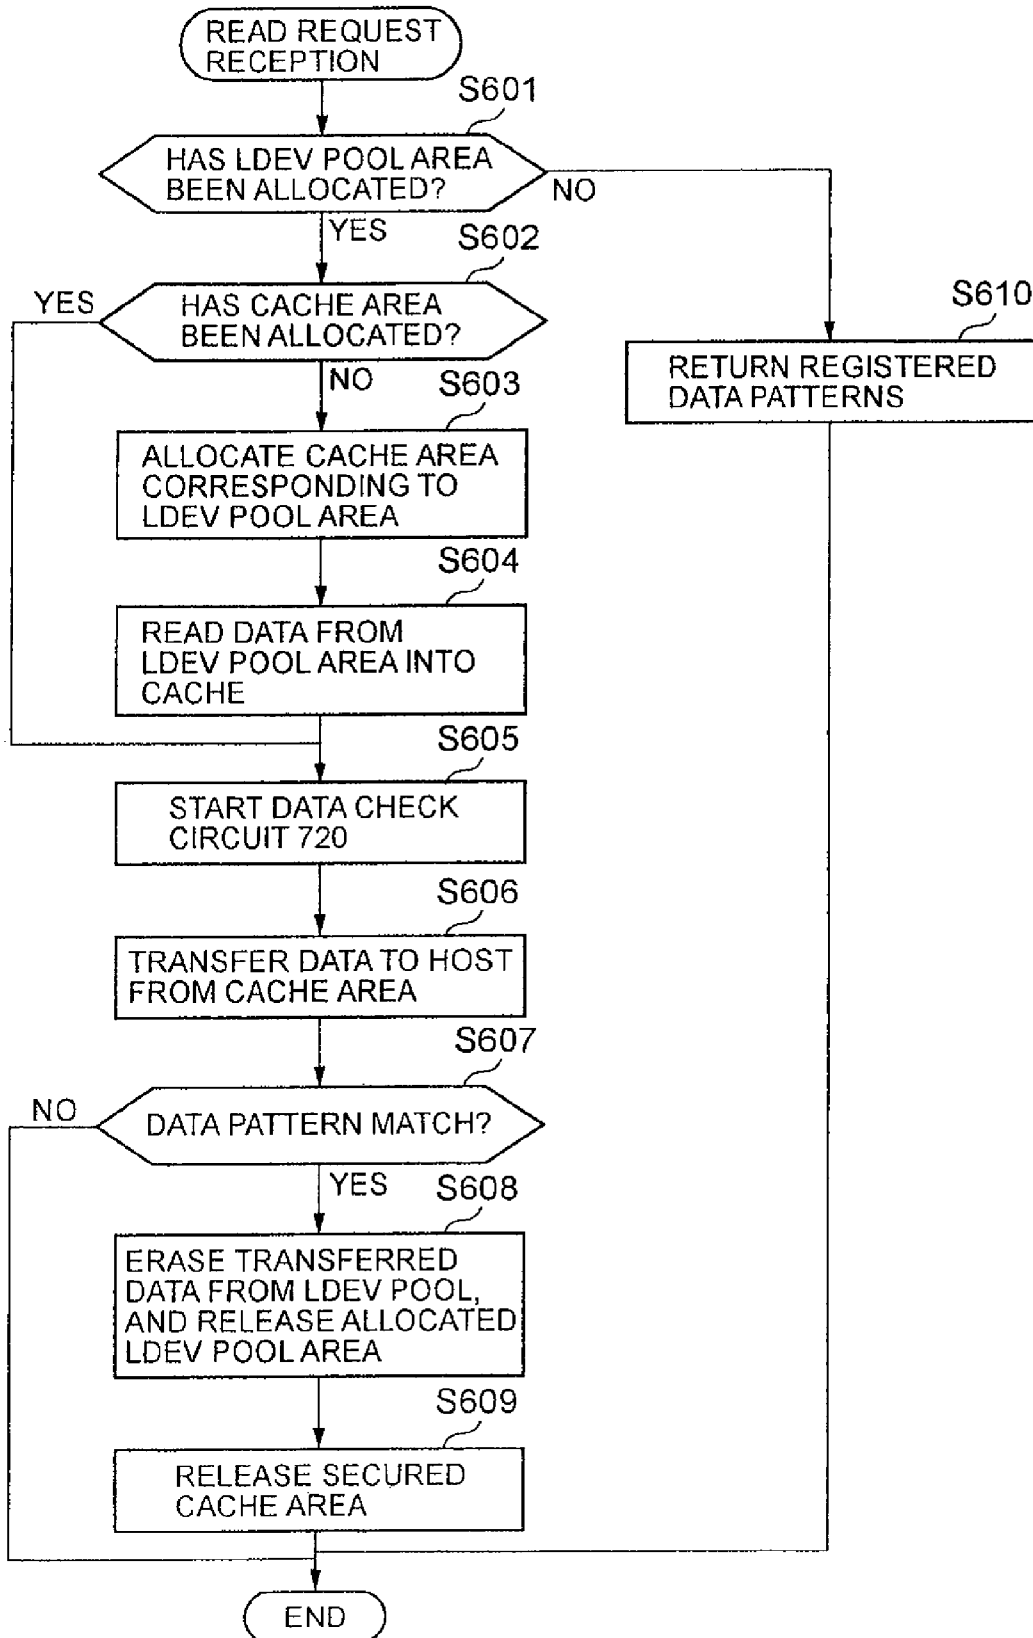 READ REQUEST
RECEPTION
S601
HAS LDEV POOL AREA
BEEN ALLOCATED?
NO
YES
S602
YES
HAS CACHE AREA
BEEN ALLOCATED?
S610
RETURN REGISTERED
DATA PATTERNS
NO
S603
ALLOCATE CACHE AREA
CORRESPONDING TO
LDEV POOL AREA
S604
READ DATA FROM
LDEV POOL AREA INTO
CACHE
S605
START DATA CHECK
CIRCUIT 720
S606
TRANSFER DATA TO HOST
FROM CACHE AREA
S607
NO
DATA PATTERN MATCH?
YES
S608
ERASE TRANSFERRED
DATA FROM LDEV POOL,
AND RELEASE ALLOCATED
LDEV POOL AREA
S609
RELEASE SECURED
CACHE AREA
END